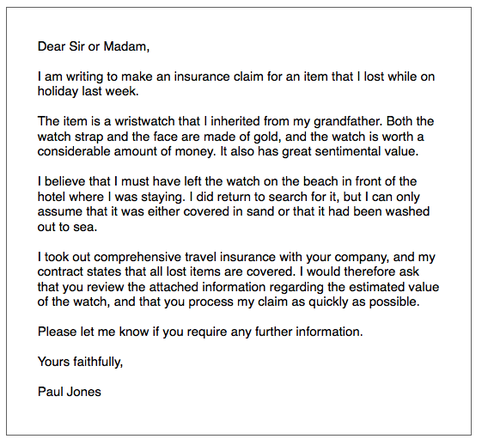 Dear Sir or Madam,
I am writing to make an insurance claim for an item that I lost while on
holiday last week.
The item is a wristwatch that I inherited from my grandfather. Both the
watch strap and the face are made of gold, and the watch is worth a
considerable amount of money. It also has great sentimental value.
I believe that I must have left the watch on the beach in front of the
hotel where I was staying. I did return to search for it, but I can only
assume that it was either covered in sand or that it had been washed
out to sea.
I took out comprehensive travel insurance with your company, and my
contract states that all lost items are covered. I would therefore ask
that you review the attached information regarding the estimated value
of the watch, and that you process my claim as quickly as possible.
Please let me know if you require any further information.
Yours faithfully,
Paul Jones